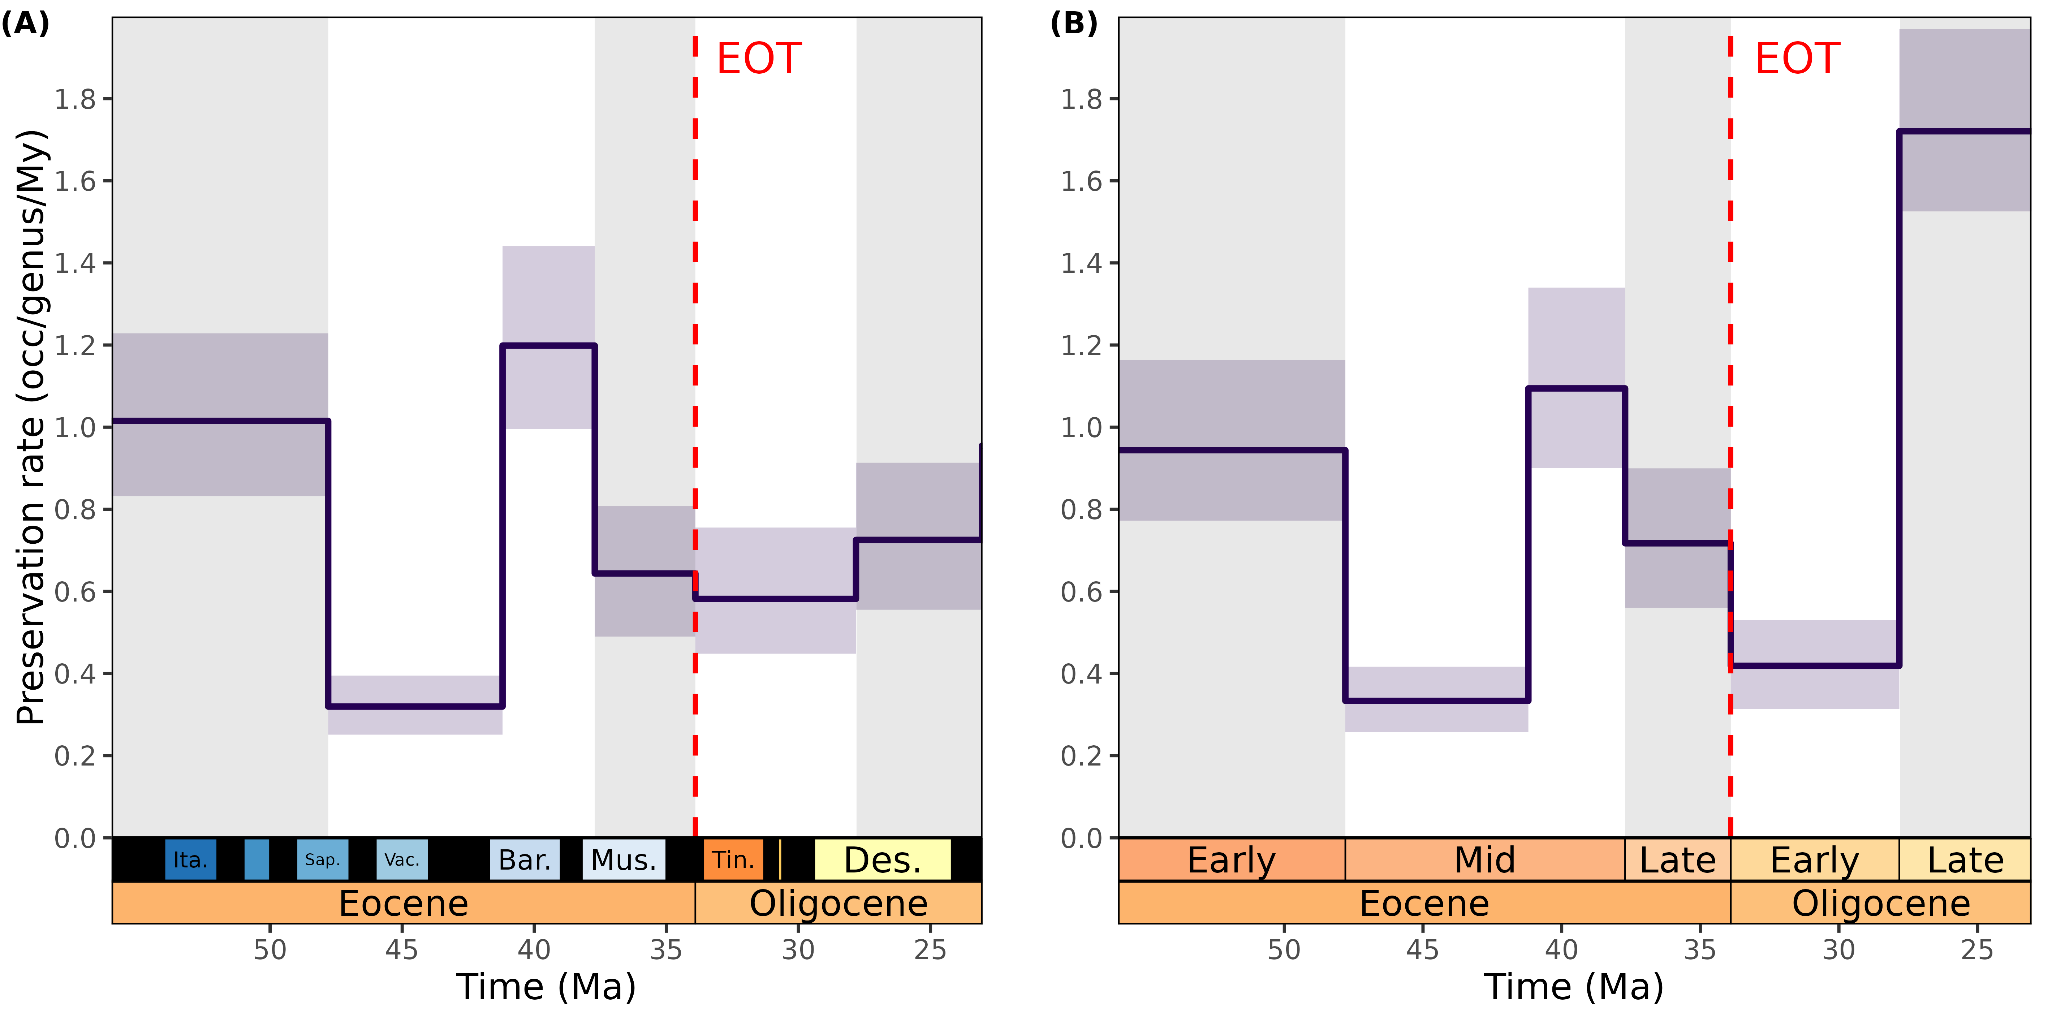 (A)
EOT
Preservation rate (occ/genus/My)
1.8
1.6
1.4
1.2
1.0
0.8
0.6
0.4
0.2
0.0
Ita. Sap. Vac. Bar. Mus. Tin. Des.
Eocene Oligocene
50 45 40 35 30 25
Time (Ma)
(B)
EOT
1.8
1.6
1.4
1.2
1.0
0.8
0.6
0.4
0.2
0.0
Early Mid Late Early Late
Eocene Oligocene
50 45 40 35 30 25
Time (Ma)